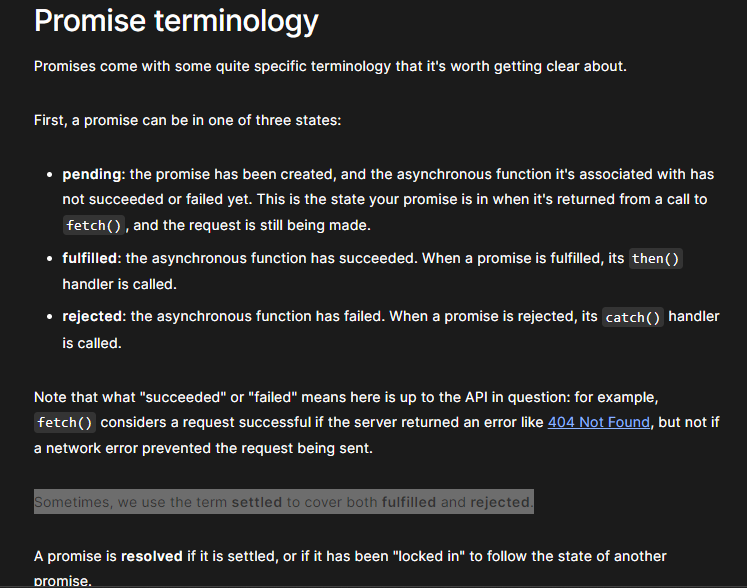 Promise terminology
Promises come with some quite specific terminology that it's worth getting clear about.
First, a promise can be in one of three states:
• pending: the promise has been created, and the asynchronous function it's associated with has
not succeeded or failed yet. This is the state your promise is in when it's returned from a call to
fetch(), and the request is still being made.
• fulfilled: the asynchronous function has succeeded. When a promise is fulfilled, its then()
handler is called.
• rejected: the asynchronous function has failed. When a promise is rejected, its catch() handler
is called.
Note that what "succeeded" or "failed" means here is up to the API in question: for example,
fetch() considers a request successful if the server returned an error like 404 Not Found, but not if
a network error prevented the request being sent.
Sometimes, we use the term settled to cover both fulfilled and rejected.
A promise is resolved if it is settled, or if it has been "locked in" to follow the state of another
promise.